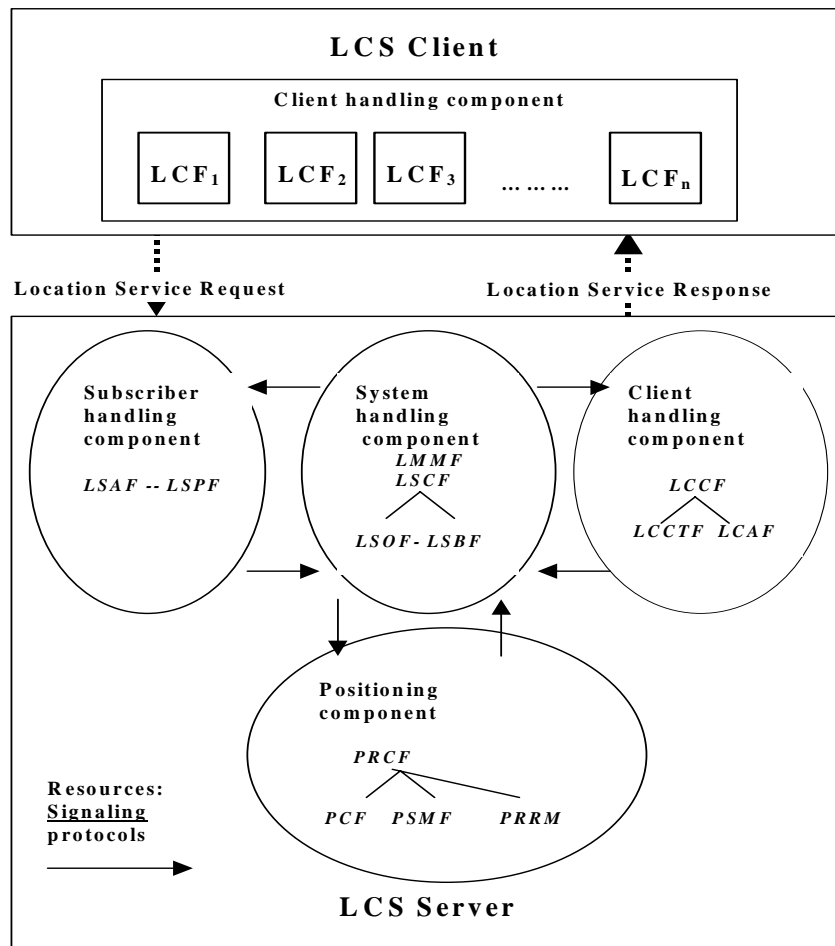 LCS Client
Client handling component
LCF1 LCF2 LCF3 ... ... ... LCFn
Location Service Request
Location Service Response
Subscriber
handling
component
LSAF -- LSPF
System
handling
component
LMMF
LSCF
LSOF - LSBF
Client
handling
component
LCCF
LCCTF LCAF
Positioning
component
PRCF
PCF PSMF PRRM
Resources:
Signaling
protocols
LCS Server